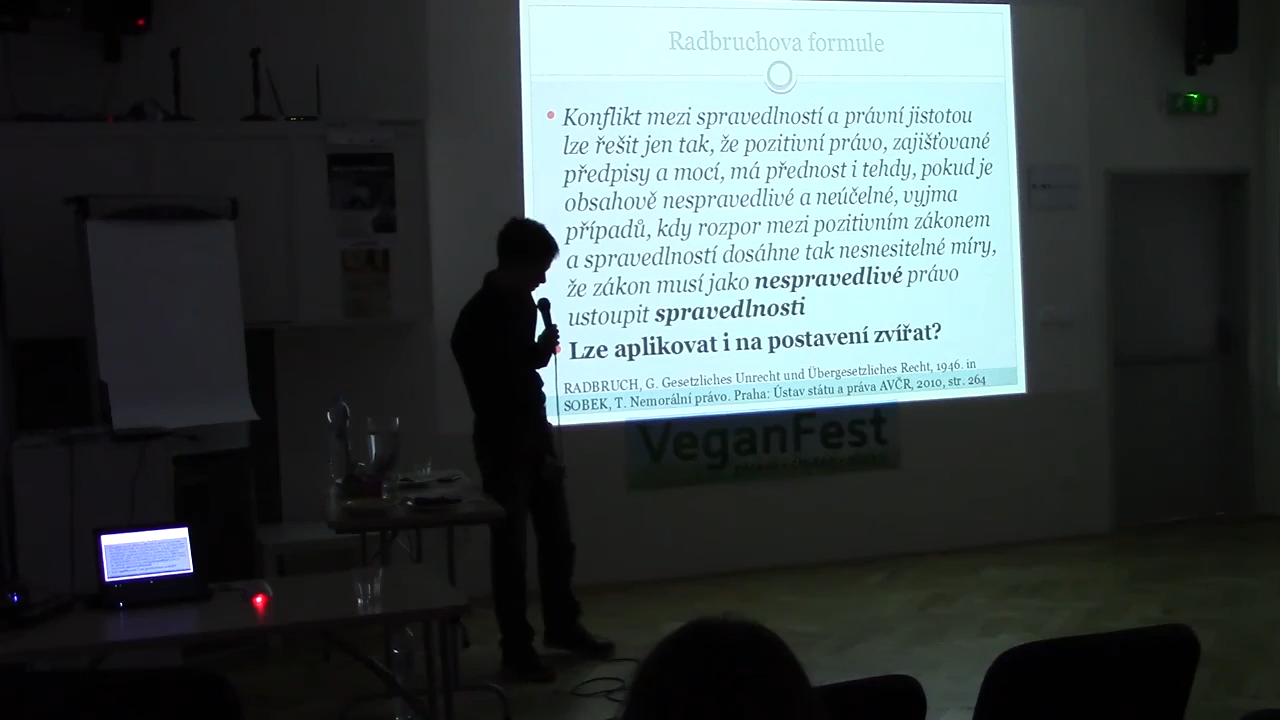 Radbruchova formule
• Konflikt mezi spravedlností a právní jistotou
lze řešit jen tak, že pozitivní právo, zajišťované
předpisy a mocí, má přednost i tehdy, pokud je
obsahově nespravedlivé a neúčelné, vyjma
případů, kdy rozpor mezi pozitivním zákonem
a spravedlností dosáhne tak nesnesitelné míry,
že zákon musí jako nespravedlivé právo
ustoupit spravedlnosti
• Lze aplikovat i na postavení zvířat?
RADBRUCH, G. Gesetzliches Unrecht und Übergesetzliches Recht, 1946. in
SOBEK, T. Nemorální právo. Praha: Ústav státu a práva AVČR, 2010, str. 264
VeganFest